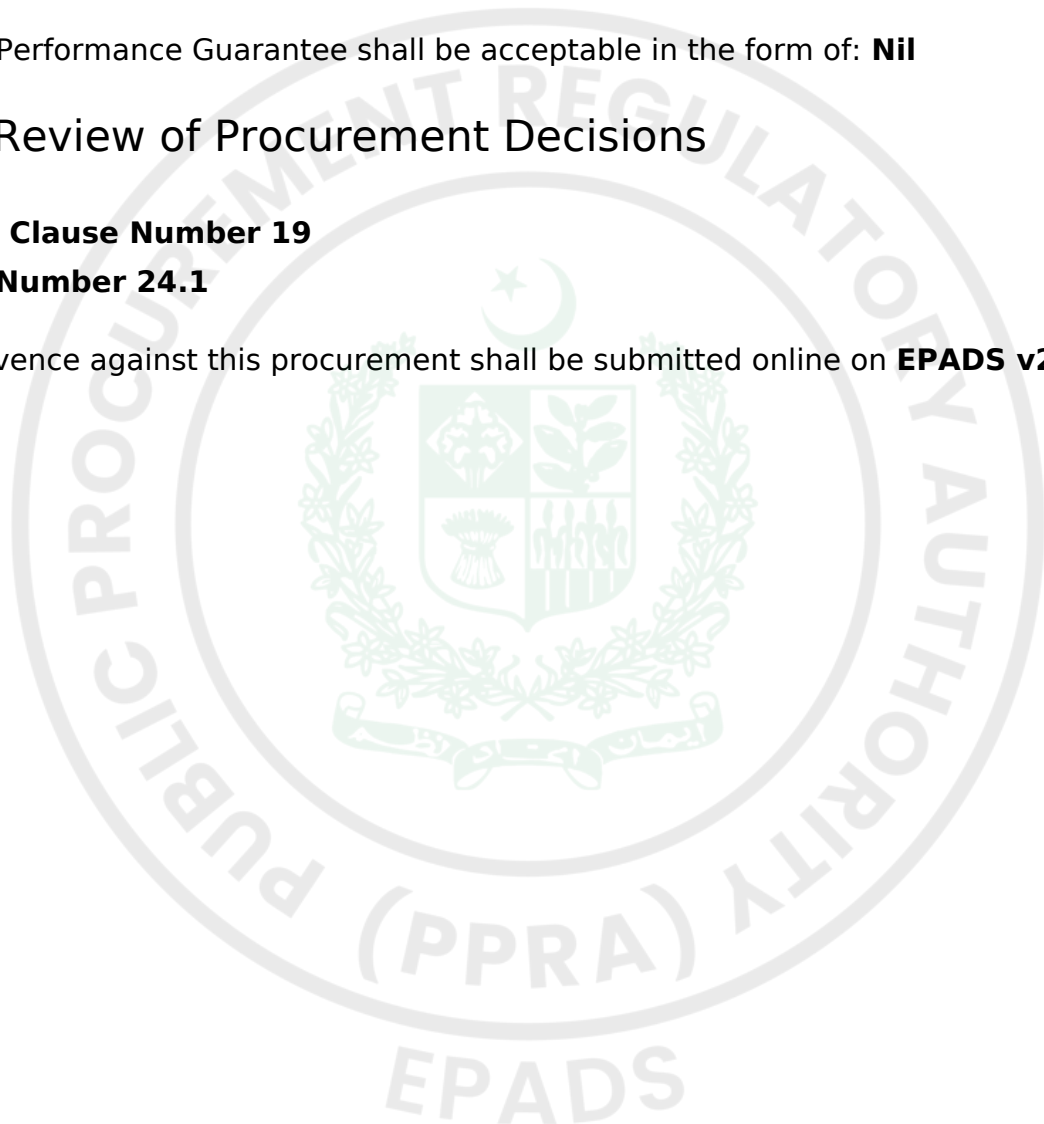 Performance Guarantee shall be acceptable in the form of: Nil
Review of Procurement Decisions
Clause Number 19
Number 24.1
vence against this procurement shall be submitted online on EPADS v2
PUBLIC PROCUREMENT REGULATORY AUTHORITY
(PPRA)
EPADS